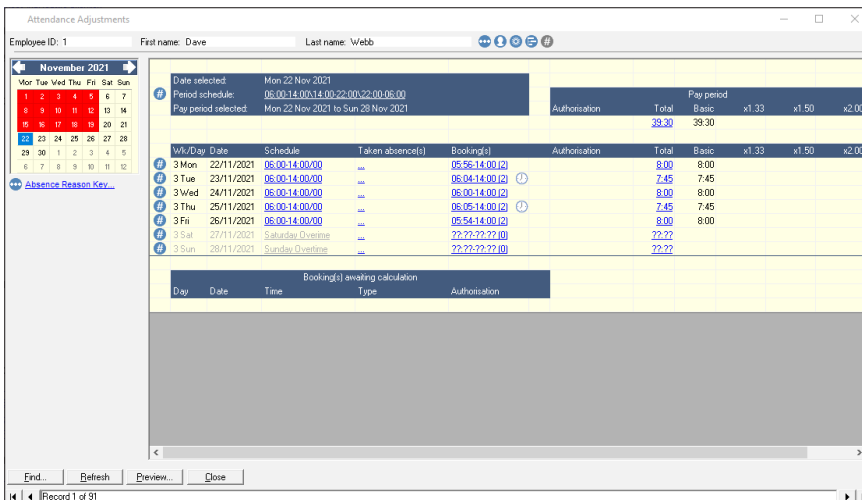 Attendance Adjustments
Employee ID: 1 First name: Dave Last name: Webb
November 2021
Mon Tue Wed Thu Fri Sat Sun
1 2 3 4 5 6 7
8 9 10 11 12 13 14
15 16 17 18 19 20 21
22 23 24 25 26 27 28
29 30 1 2 3 4 5
6 7 8 9 10 11 12
Absence Reason Key...
Date selected: Mon 22 Nov 2021
Period schedule: 06:00-14:00\14:00-22:00\22:00-06:00
Pay period selected: Mon 22 Nov 2021 to Sun 28 Nov 2021
Pay period
Authorisation Total Basic x1.33 x1.50 x2.00
39:30 39:30
Wk/Day Date Schedule Taken absence(s) Booking(s) Authorisation Total Basic x1.33 x1.50 x2.00
# 3 Mon 22/11/2021 06:00-14:00/00 ... 05:56-14:00 (2) 8:00 8:00
# 3 Tue 23/11/2021 06:00-14:00/00 ... 06:04-14:00 (2) 7:45 7:45
# 3 Wed 24/11/2021 06:00-14:00/00 ... 06:00-14:00 (2) 8:00 8:00
# 3 Thu 25/11/2021 06:00-14:00/00 ... 06:05-14:00 (2) 7:45 7:45
# 3 Fri 26/11/2021 06:00-14:00/00 ... 05:54-14:00 (2) 8:00 8:00
# 3 Sat 27/11/2021 Saturday Overtime ... ??:??-??:?? (0) ??:??
# 3 Sun 28/11/2021 Sunday Overtime ... ??:??-??:?? (0) ??:??
Booking(s) awaiting calculation
Day Date Time Type Authorisation
Find... Refresh Preview... Close
Record 1 of 91